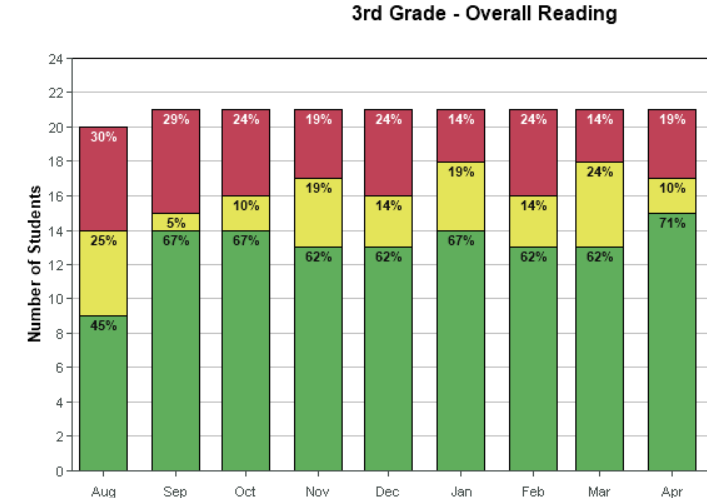 3rd Grade - Overall Reading
Number of Students
24
22
20
18
16
14
12
10
8
6
4
2
0
30% 29% 24% 19% 24% 14% 24% 14% 19%
25% 5% 10% 19% 14% 19% 14% 24% 10%
45% 67% 67% 62% 62% 67% 62% 62% 71%
Aug Sep Oct Nov Dec Jan Feb Mar Apr